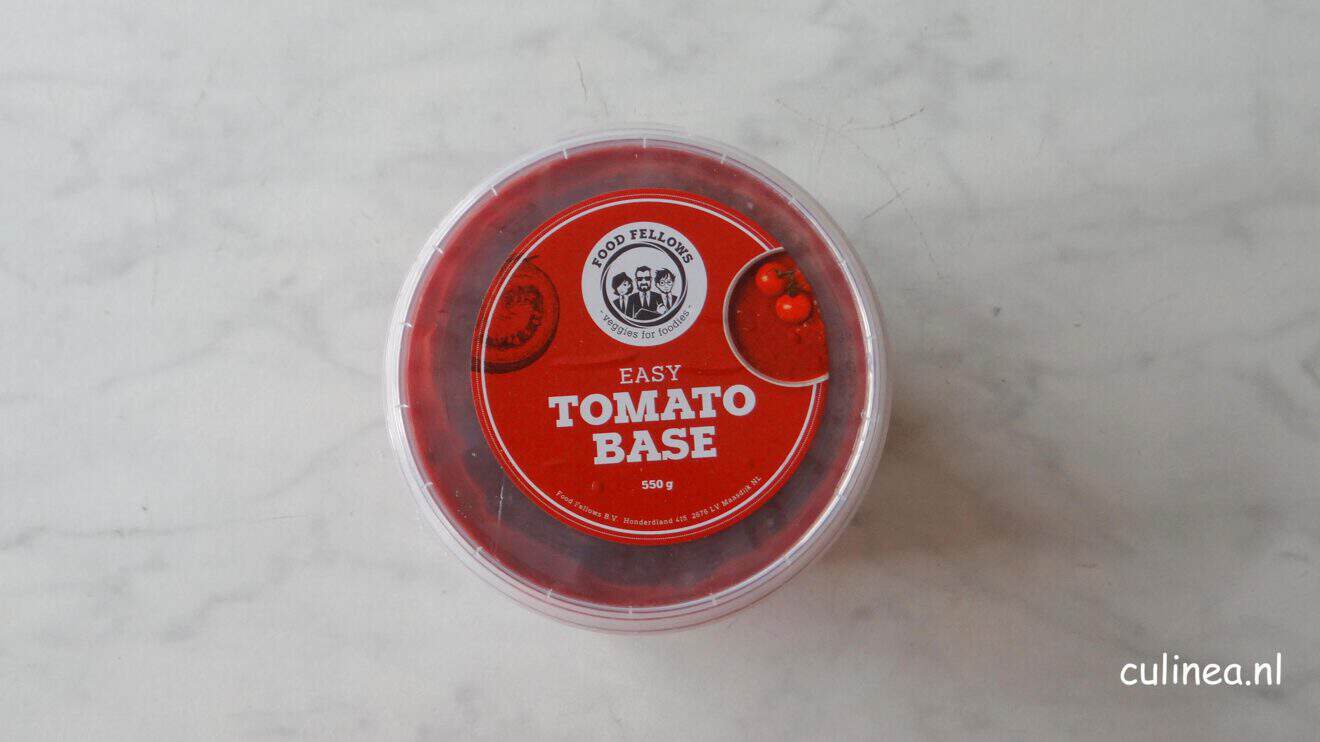 FOOD FELLOWS
- veggies for foodies -
EASY
TOMATO
BASE
550 g
Food Fellows B.V. Honderdland 415 2676 LV Maasdijk NL
culinea.nl